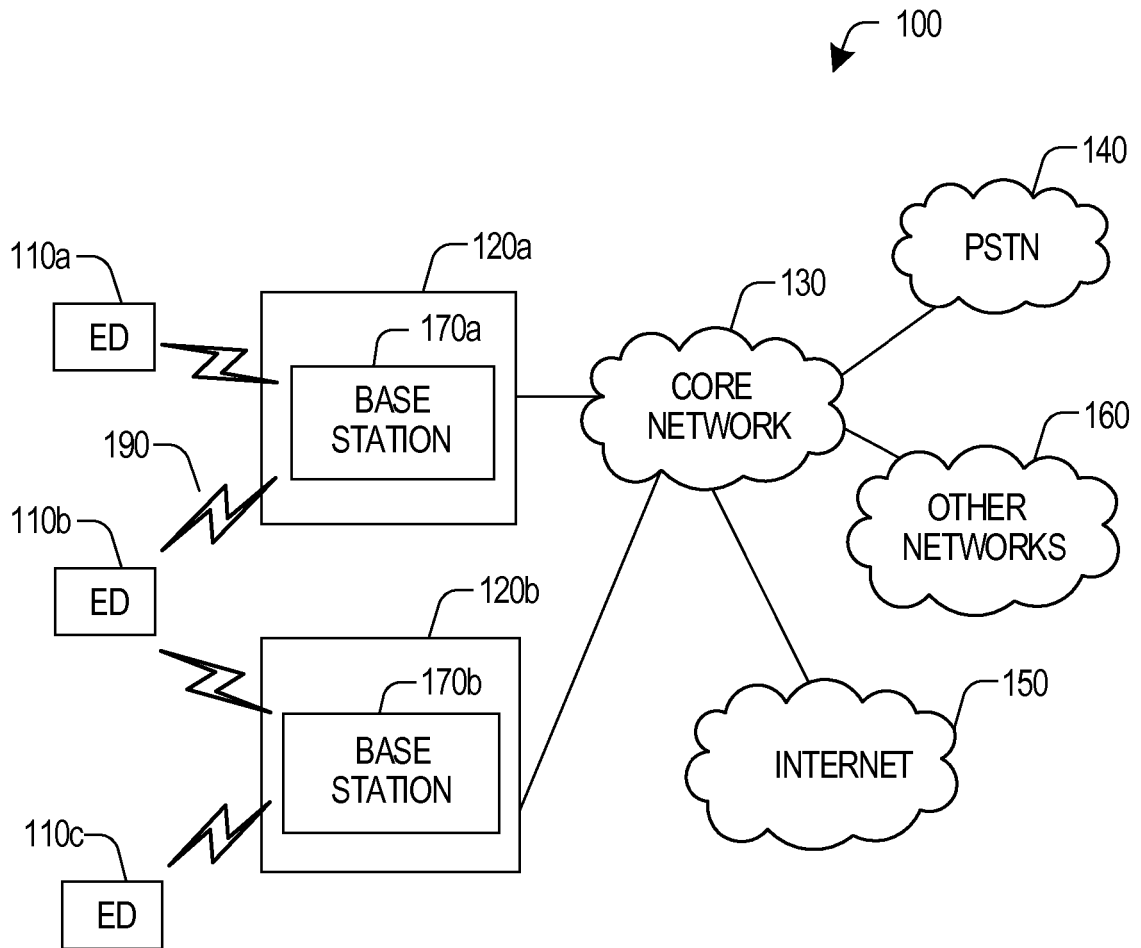 100
140
PSTN
110a
ED
120a
170a
BASE
STATION
130
CORE
NETWORK
160
OTHER
NETWORKS
190
110b
ED
120b
170b
BASE
STATION
150
INTERNET
110c
ED